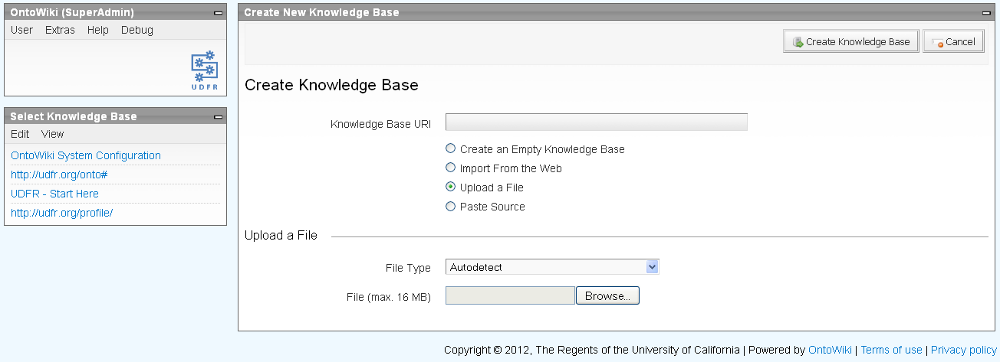 OntoWiki (SuperAdmin)
User Extras Help Debug
UDFR
Select Knowledge Base
Edit View
OntoWiki System Configuration
http://udfr.org/onto#
UDFR - Start Here
http://udfr.org/profile/
Create New Knowledge Base
Create Knowledge Base Cancel
Create Knowledge Base
Knowledge Base URI
Create an Empty Knowledge Base
Import From the Web
Upload a File
Paste Source
Upload a File
File Type Autodetect
File (max. 16 MB) Browse...
Copyright © 2012, The Regents of the University of California | Powered by OntoWiki | Terms of use | Privacy policy